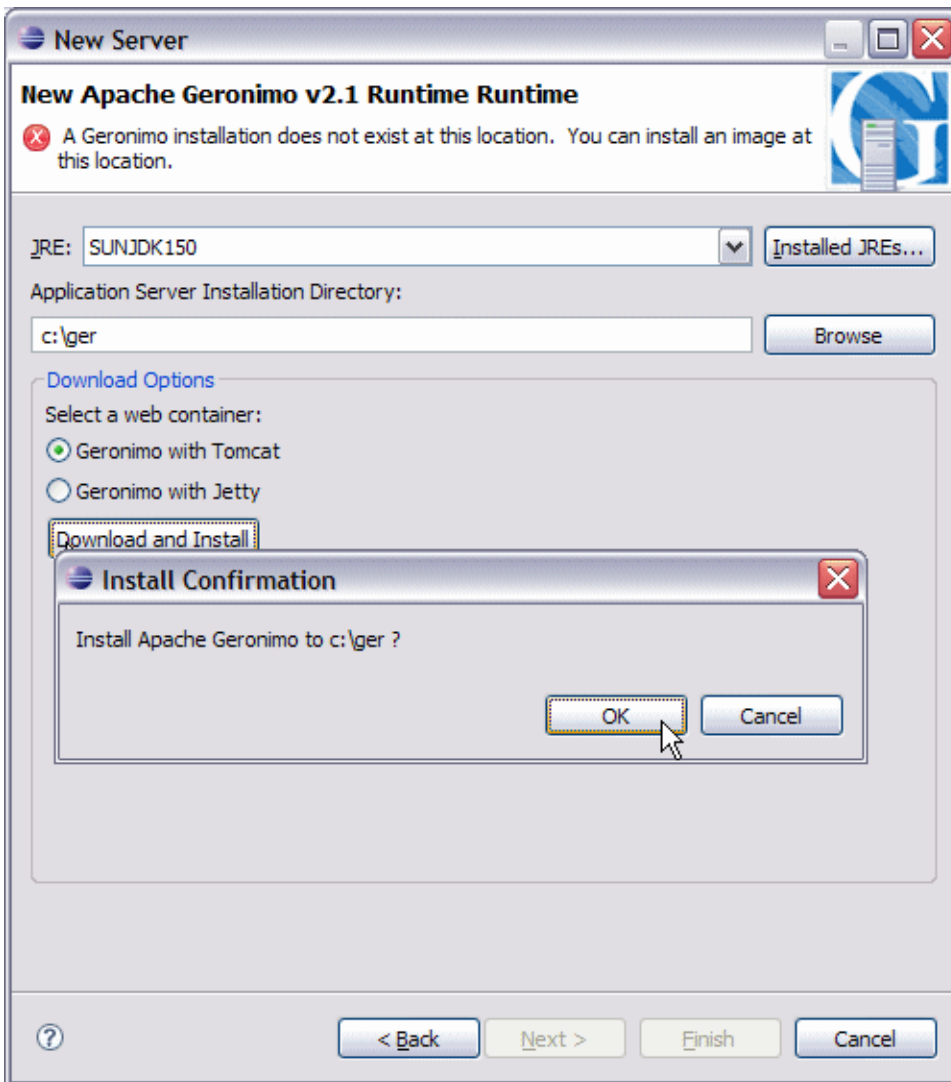 New Server
New Apache Geronimo v2.1 Runtime Runtime
A Geronimo installation does not exist at this location. You can install an image at
this location.
G
JRE: SUNJDK150 Installed JREs...
Application Server Installation Directory:
c:\ger Browse
Download Options
Select a web container:
Geronimo with Tomcat
Geronimo with Jetty
Download and Install
Install Confirmation
Install Apache Geronimo to c:\ger ?
OK Cancel
? < Back Next > Finish Cancel